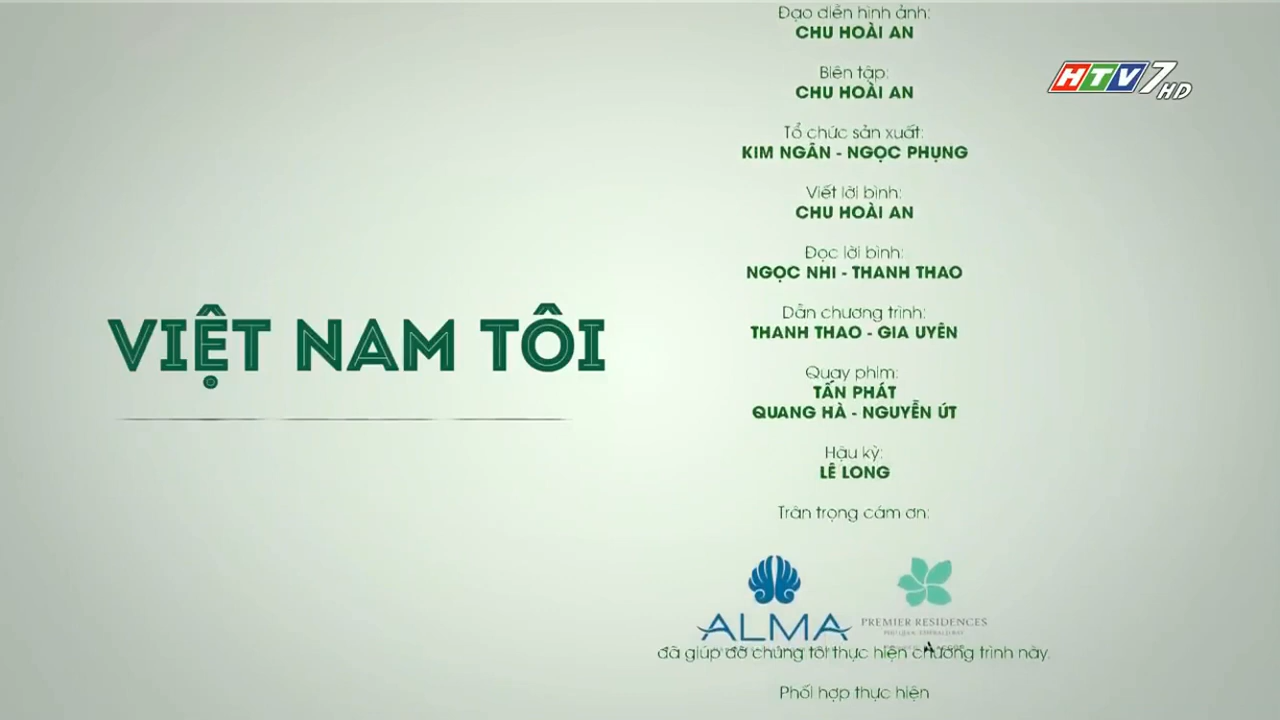 Đạo diễn hình ảnh:
CHU HOÀI AN
Biên tập:
CHU HOÀI AN
HTV7 HD
Tổ chức sản xuất:
KIM NGÂN - NGỌC PHỤNG
Viết lời bình:
CHU HOÀI AN
Đọc lời bình:
NGỌC NHI - THANH THAO
Dẫn chương trình:
THANH THAO - GIA UYÊN
VIỆT NAM TÔI
Quay phim:
TẤN PHÁT
QUANG HÀ - NGUYỄN ÚT
Hậu kỳ:
LÊ LONG
Trân trọng cám ơn:
ALMA
PREMIER RESIDENCES
PHU QUOC EMERALD BAY
đã giúp đỡ chúng tôi thực hiện chương trình này.
Phối hợp thực hiện